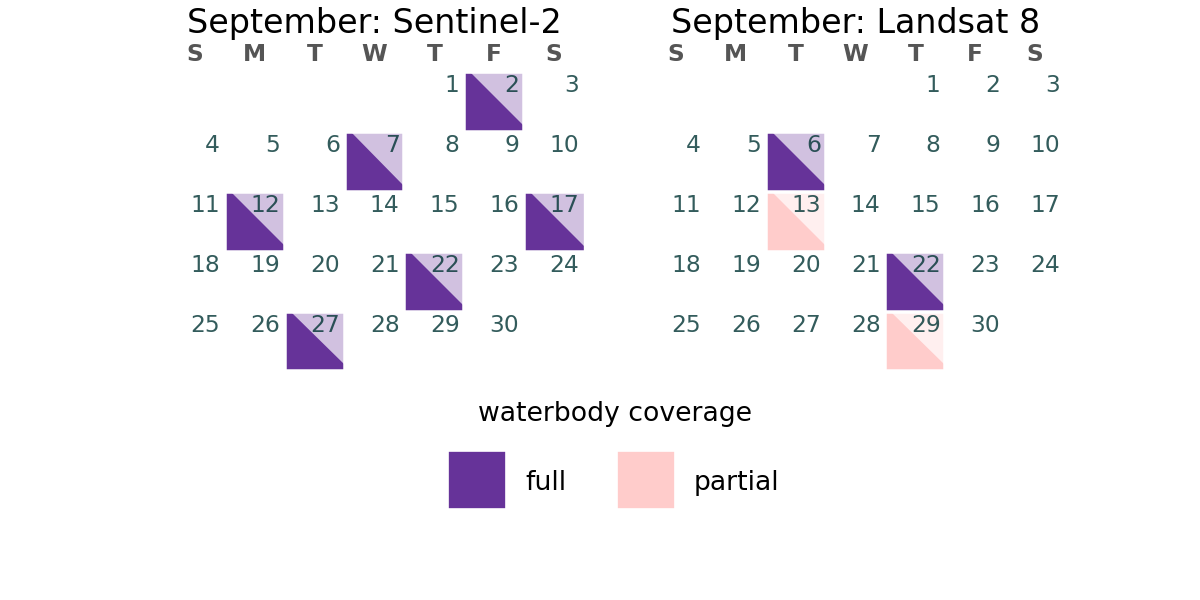 September: Sentinel-2
S M T W T F S
1 2 3
4 5 6 7 8 9 10
11 12 13 14 15 16 17
18 19 20 21 22 23 24
25 26 27 28 29 30
September: Landsat 8
S M T W T F S
1 2 3
4 5 6 7 8 9 10
11 12 13 14 15 16 17
18 19 20 21 22 23 24
25 26 27 28 29 30
waterbody coverage
full partial